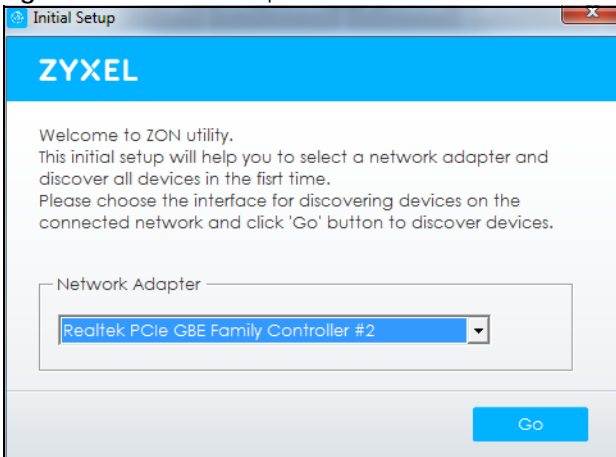 Initial Setup
ZYXEL
Welcome to ZON utility.
This initial setup will help you to select a network adapter and
discover all devices in the fisrt time.
Please choose the interface for discovering devices on the
connected network and click 'Go' button to discover devices.
Network Adapter
Realtek PCIe GBE Family Controller #2
Go